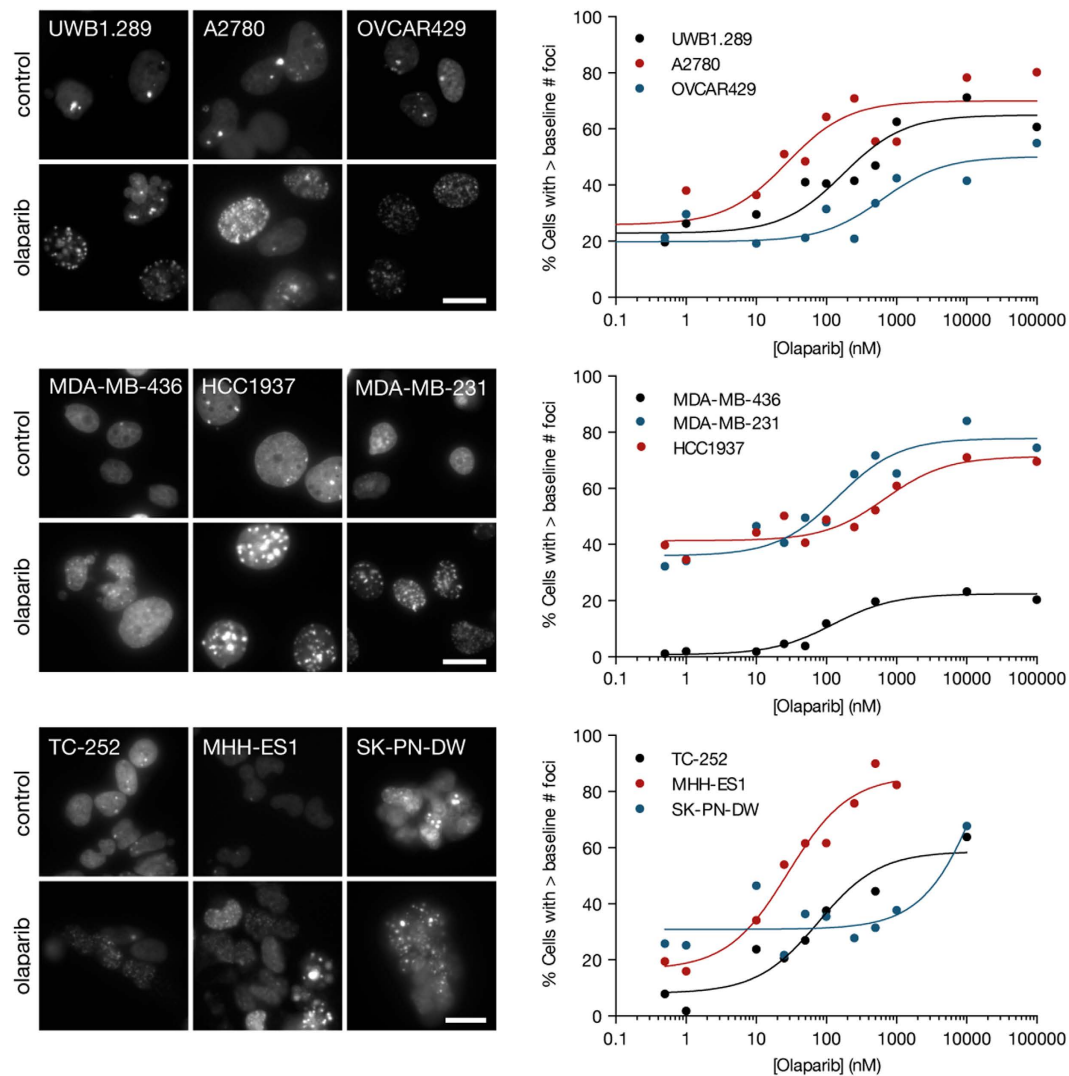 UWB1.289 A2780 OVCAR429
control
olaparib
100
80
60
40
20
0
% Cells with > baseline # foci
UWB1.289
A2780
OVCAR429
0.1 1 10 100 1000 10000 100000
[Olaparib] (nM)
MDA-MB-436 HCC1937 MDA-MB-231
control
olaparib
100
80
60
40
20
0
% Cells with > baseline # foci
MDA-MB-436
MDA-MB-231
HCC1937
0.1 1 10 100 1000 10000 100000
[Olaparib] (nM)
TC-252 MHH-ES1 SK-PN-DW
control
olaparib
100
80
60
40
20
0
% Cells with > baseline # foci
TC-252
MHH-ES1
SK-PN-DW
0.1 1 10 100 1000 10000 100000
[Olaparib] (nM)